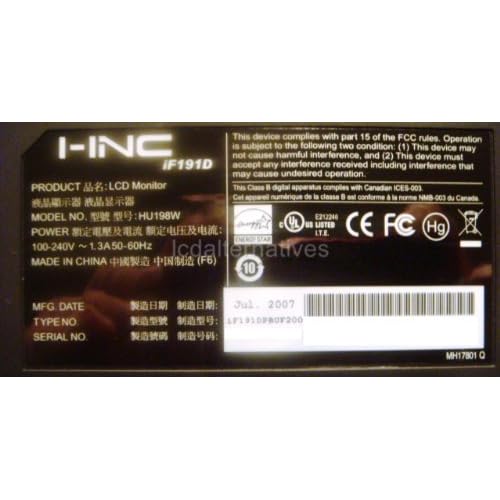 I-INC
iF191D
PRODUCT 品名: LCD Monitor
液晶顯示器 液晶显示器
MODEL NO. 型號 型号: HU198W
POWER 額定電壓及電流 额定电压及电流:
100-240V ~ 1.3A 50-60Hz
MADE IN CHINA 中國製造 中国制造 (F6)
MFG. DATE 製造日期 制造日期:
TYPE NO. 製造型號 制造型号:
SERIAL NO. 製造號碼 制造号码:
This device complies with part 15 of the FCC rules. Operation
is subject to the following two condition: (1) This device may
not cause harmful interference, and (2) This device must
accept any interference received including interference may
cause undesirely operation.
This Class B digital apparatus complies with Canadian ICES-003.
Cet appareil numérique de la classe B est conforme à la norme NMB-003 du Canada.
ENERGY STAR
UL
E212246
US LISTED
I.T.E.
FC
Hg
10
lcdalternatives
Jul. 2007
iF191DPBUF200
MH17801 Q